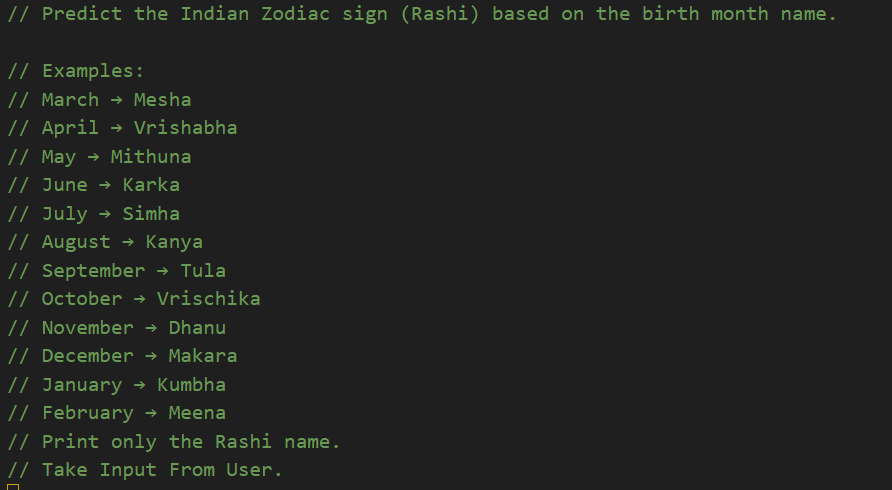 // Predict the Indian Zodiac sign (Rashi) based on the birth month name.
// Examples:
// March → Mesha
// April → Vrishabha
// May → Mithuna
// June → Karka
// July → Simha
// August → Kanya
// September → Tula
// October → Vrischika
// November → Dhanu
// December → Makara
// January → Kumbha
// February → Meena
// Print only the Rashi name.
// Take Input From User.